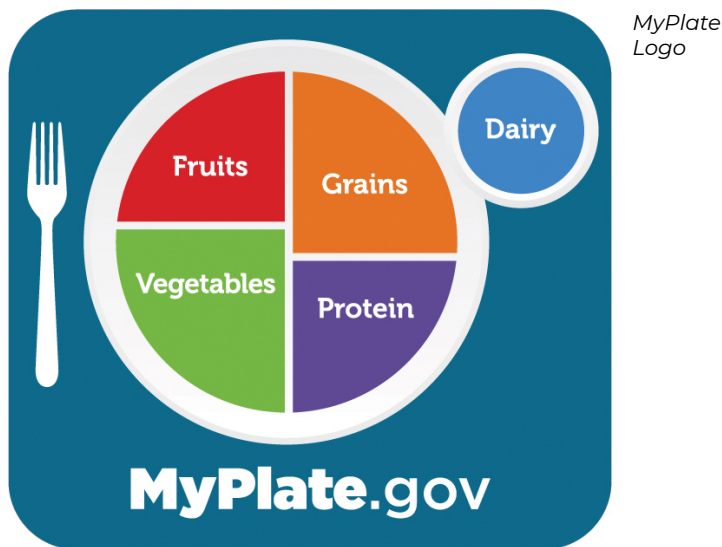 MyPlate
Logo
Dairy
Fruits
Grains
Vegetables
Protein
MyPlate.gov